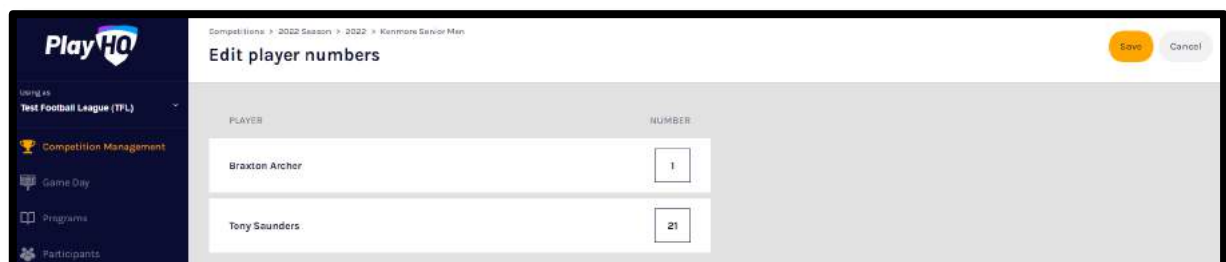 PlayHQ
Using as
Test Football League (TFL)
Competition Management
Game Day
Programs
Participants
Competitions > 2022 Season > 2022 > Kenmore Senior Men
Edit player numbers
Save
Cancel
PLAYER
NUMBER
Braxton Archer
1
Tony Saunders
21